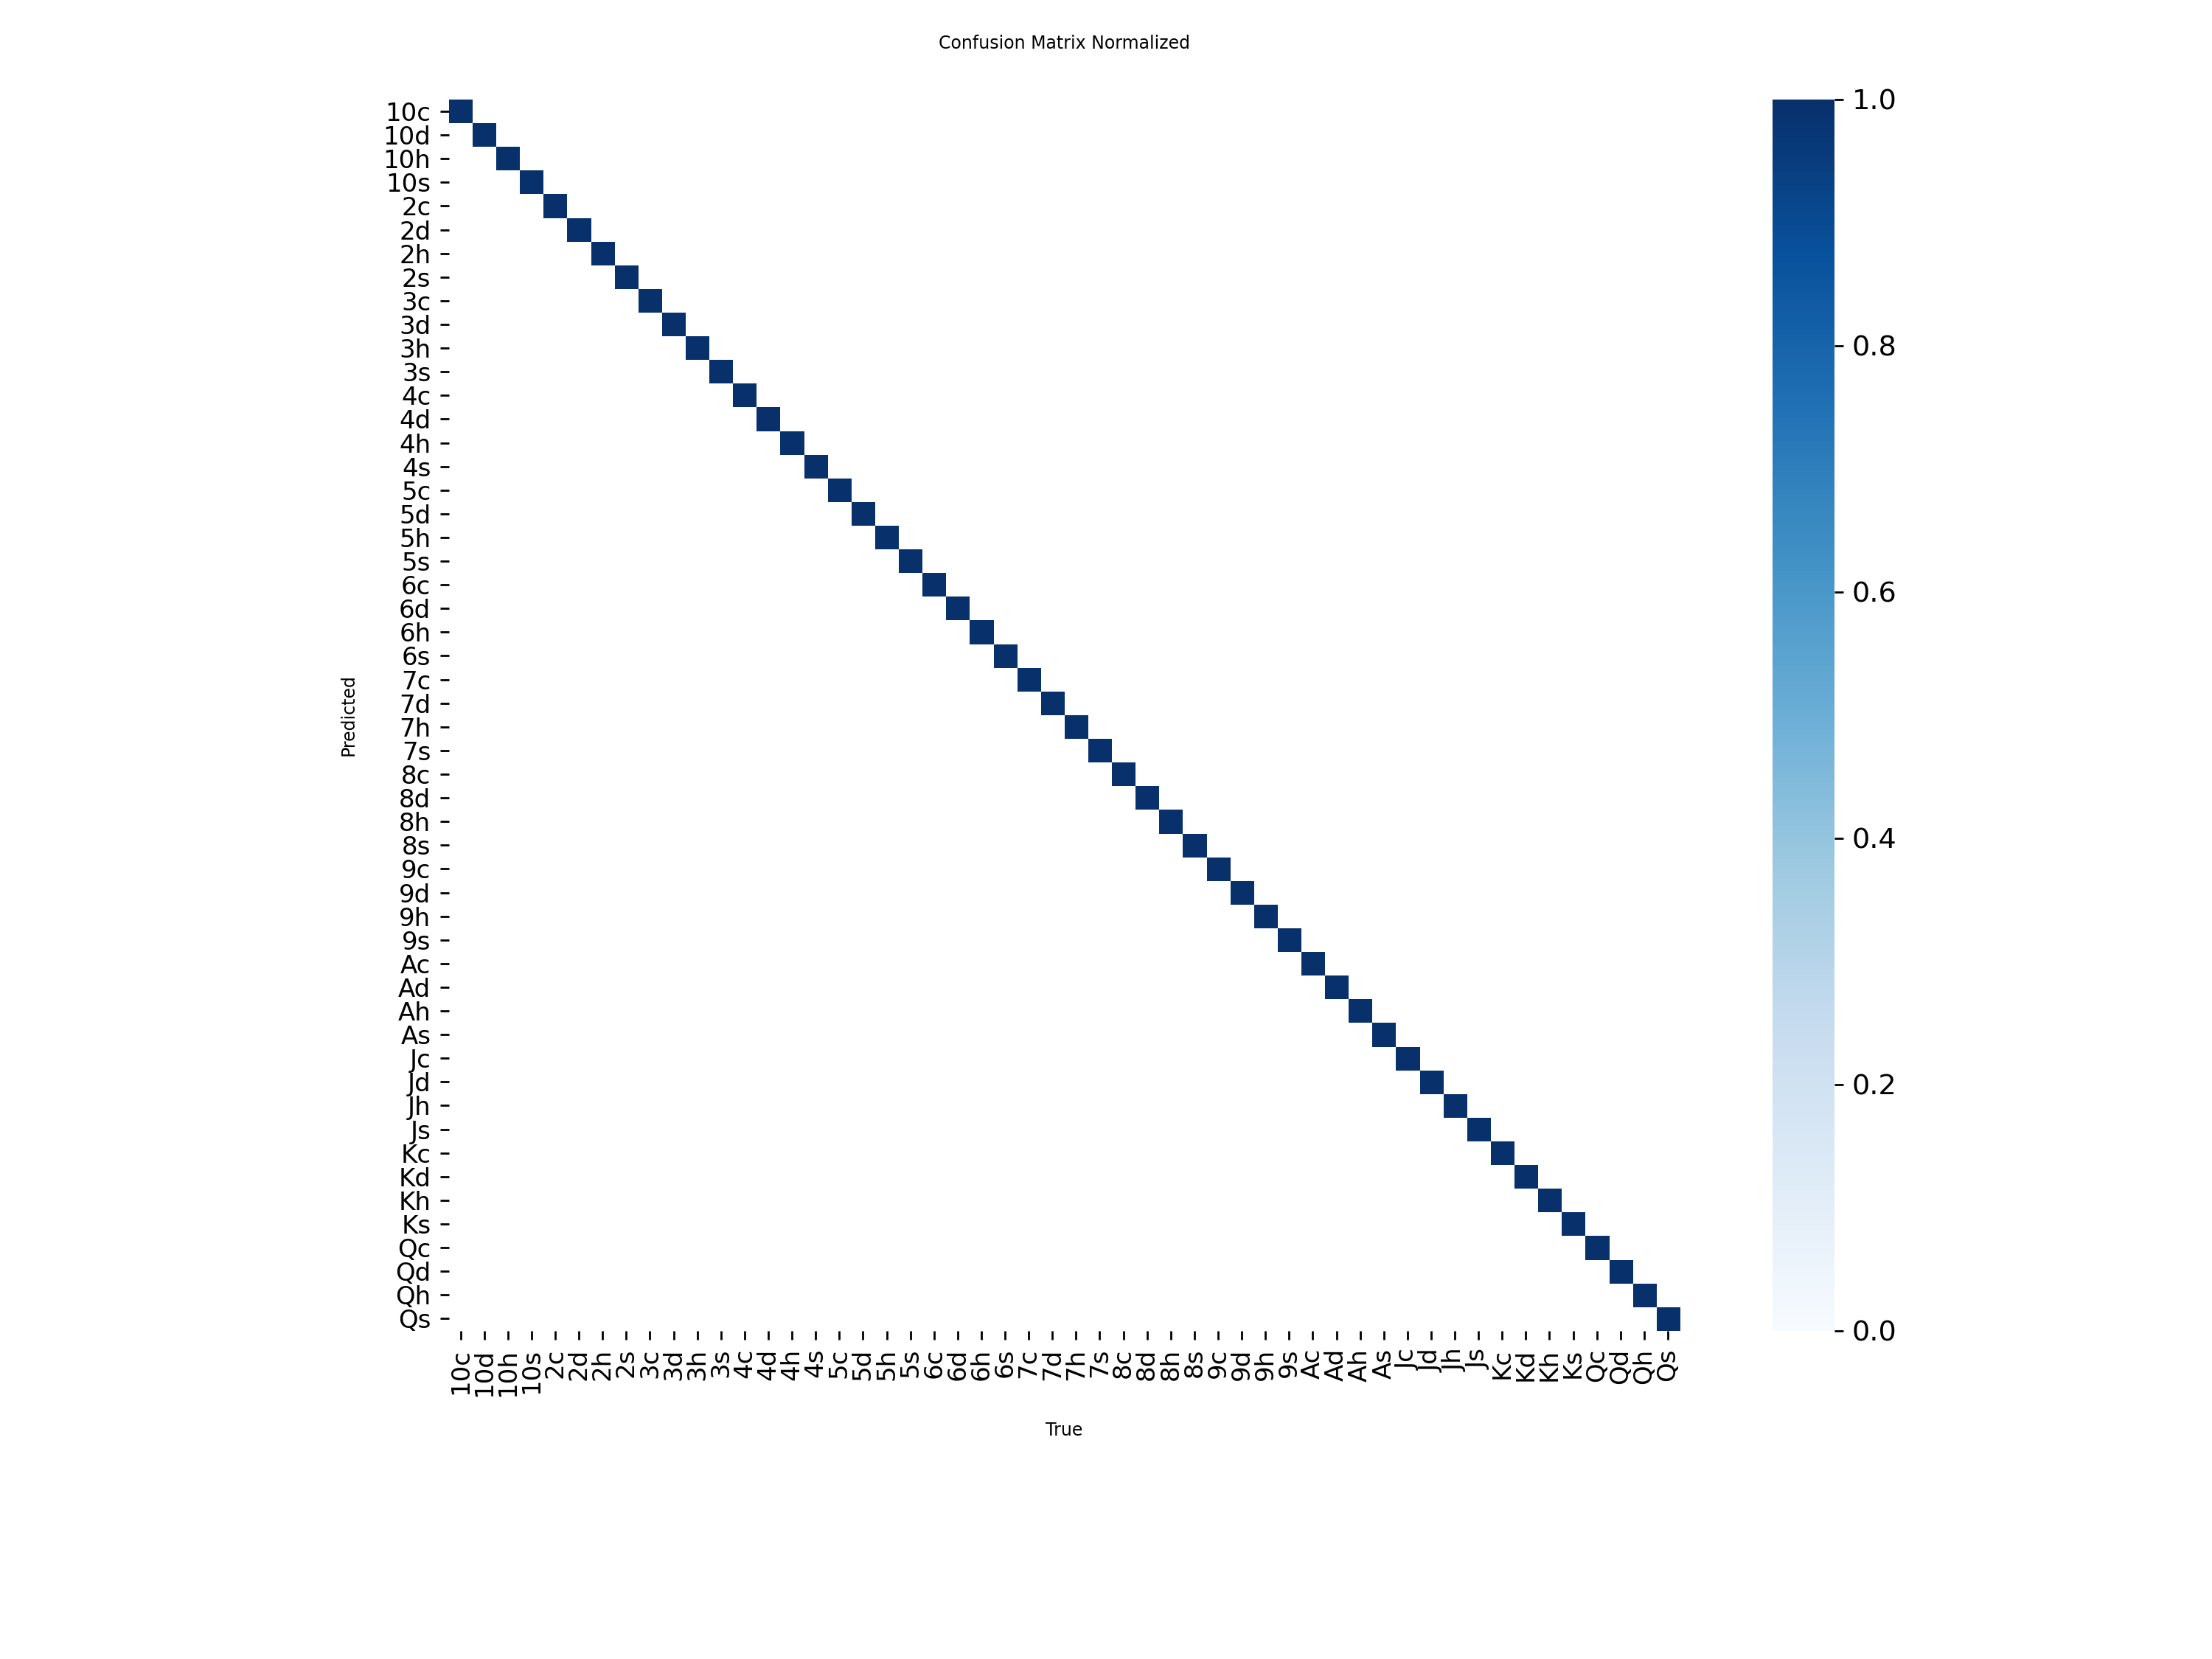 Confusion Matrix Normalized
10c
10d
10h
10s
2c
2d
2h
2s
3c
3d
3h
3s
4c
4d
4h
4s
5c
5d
5h
5s
6c
6d
6h
6s
7c
7d
7h
7s
8c
8d
8h
8s
9c
9d
9h
9s
Ac
Ad
Ah
As
Jc
Jd
Jh
Js
Kc
Kd
Kh
Ks
Qc
Qd
Qh
Qs
Predicted
10c 10d 10h 10s 2c 2d 2h 2s 3c 3d 3h 3s 4c 4d 4h 4s 5c 5d 5h 5s 6c 6d 6h 6s 7c 7d 7h 7s 8c 8d 8h 8s 9c 9d 9h 9s Ac Ad Ah As Jc Jd Jh Js Kc Kd Kh Ks Qc Qd Qh Qs
True
1.0
0.8
0.6
0.4
0.2
0.0